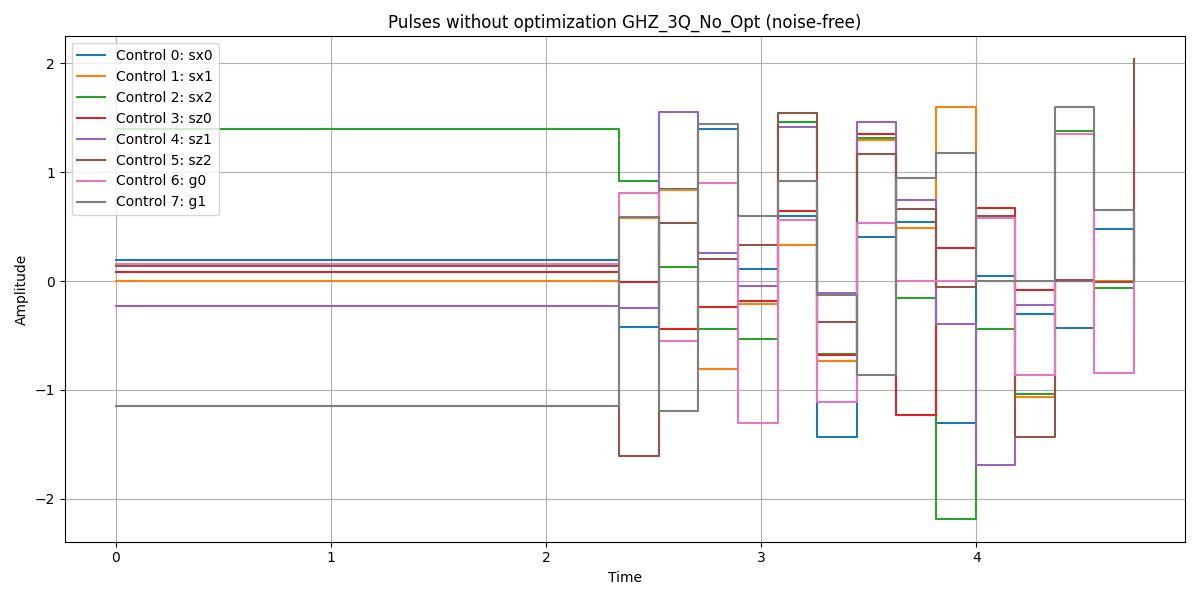 Pulses without optimization GHZ_3Q_No_Opt (noise-free)
Control 0: sx0
Control 1: sx1
Control 2: sx2
Control 3: sz0
Control 4: sz1
Control 5: sz2
Control 6: g0
Control 7: g1
Amplitude
2
1
0
−1
−2
0 1 2 3 4
Time